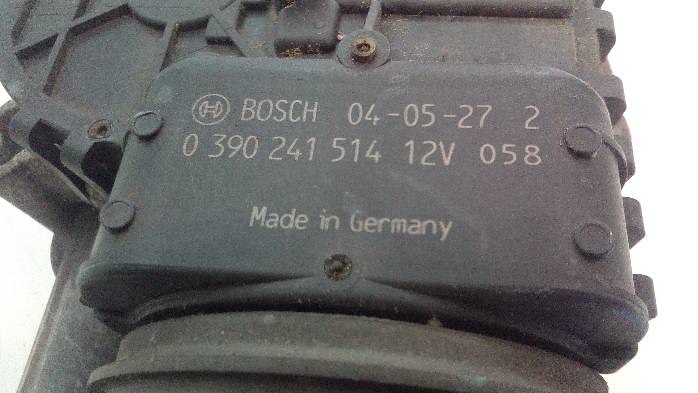 BOSCH 04-05-27 2
0 390 241 514 12V 058
Made in Germany